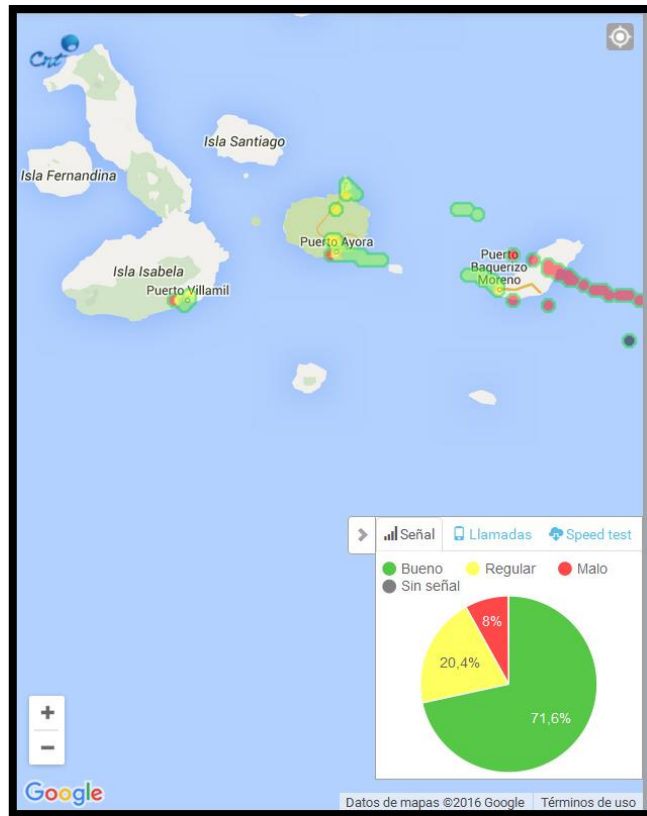 Cnt
Isla Santiago
Isla Fernandina
Puerto Ayora
Puerto
Baquerizo
Moreno
Isla Isabela
Puerto Villamil
Señal Llamadas Speed test
Bueno Regular Malo
Sin señal
8%
20,4%
71,6%
+
−
Google
Datos de mapas ©2016 Google Términos de uso